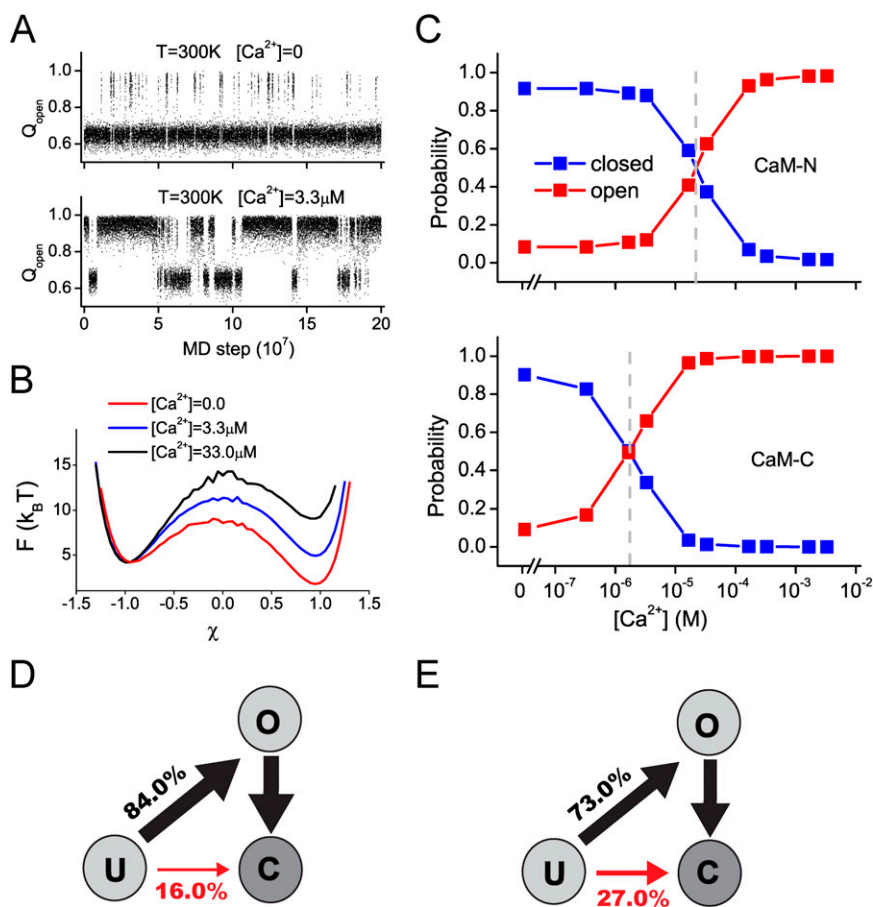 A
T=300K [Ca²⁺]=0
Q_open
1.0
0.8
0.6
T=300K [Ca²⁺]=3.3μM
Q_open
1.0
0.8
0.6
0 5 10 15 20
MD step (10⁷)
B
[Ca²⁺]=0.0
[Ca²⁺]=3.3μM
[Ca²⁺]=33.0μM
F (k_BT)
15
10
5
-1.5 -1.0 -0.5 0.0 0.5 1.0 1.5
χ
C
Probability
1.0
0.8
0.6
0.4
0.2
0.0
closed
open
CaM-N
Probability
1.0
0.8
0.6
0.4
0.2
0.0
CaM-C
0 10⁻⁷ 10⁻⁶ 10⁻⁵ 10⁻⁴ 10⁻³ 10⁻²
[Ca²⁺] (M)
D
O
84.0%
U
C
16.0%
E
O
73.0%
U
C
27.0%